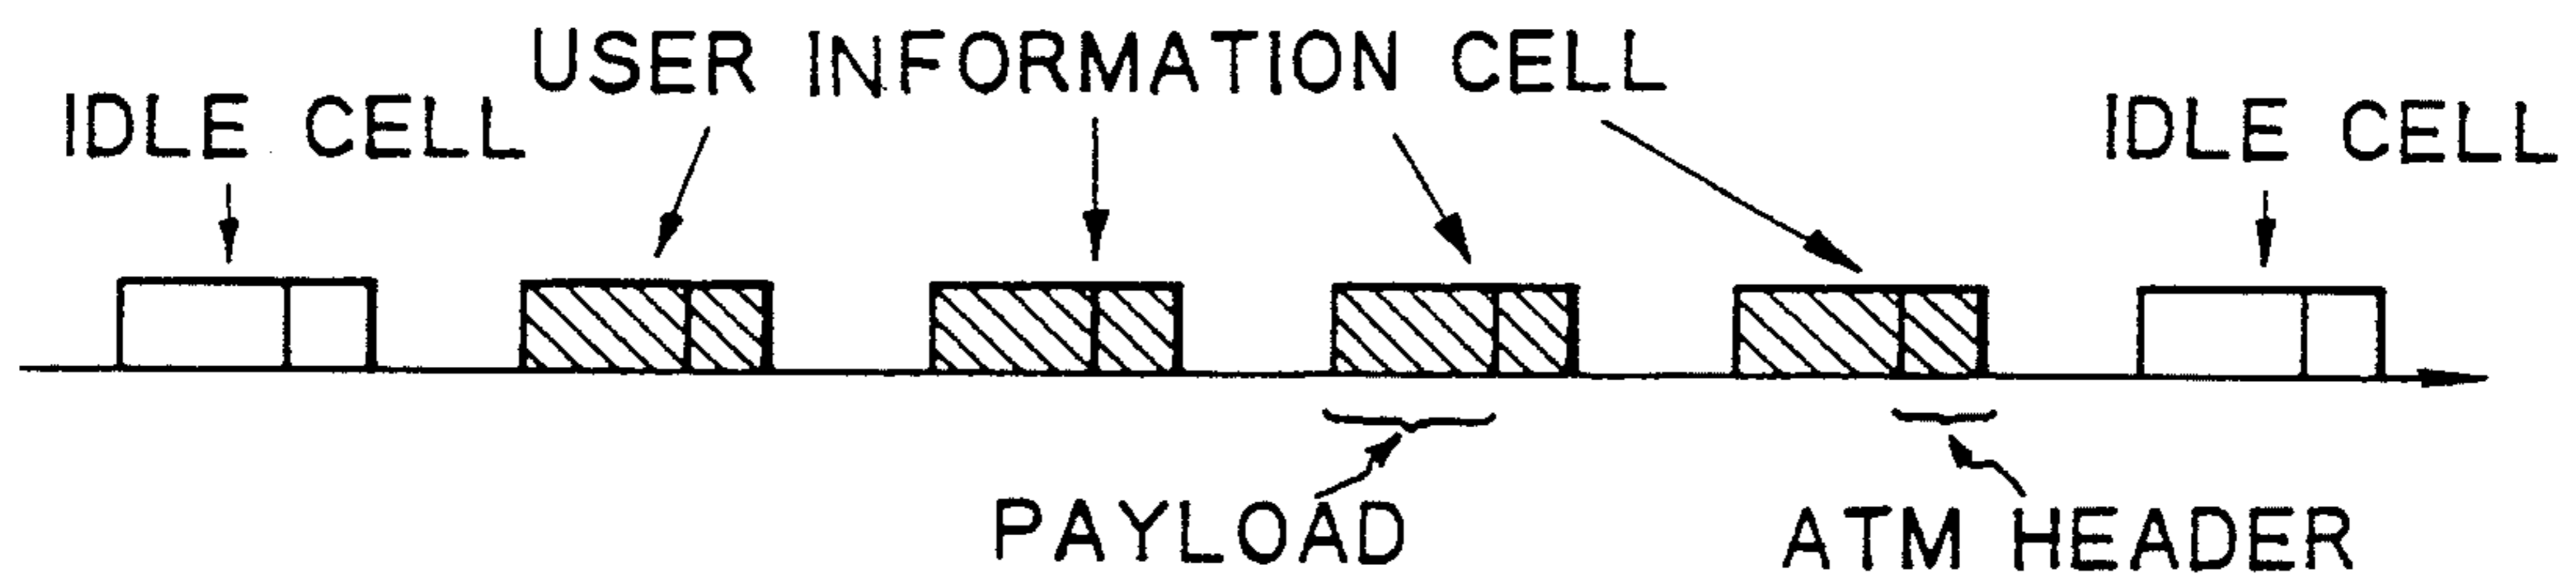 USER INFORMATION CELL
IDLE CELL
IDLE CELL
PAYLOAD
ATM HEADER